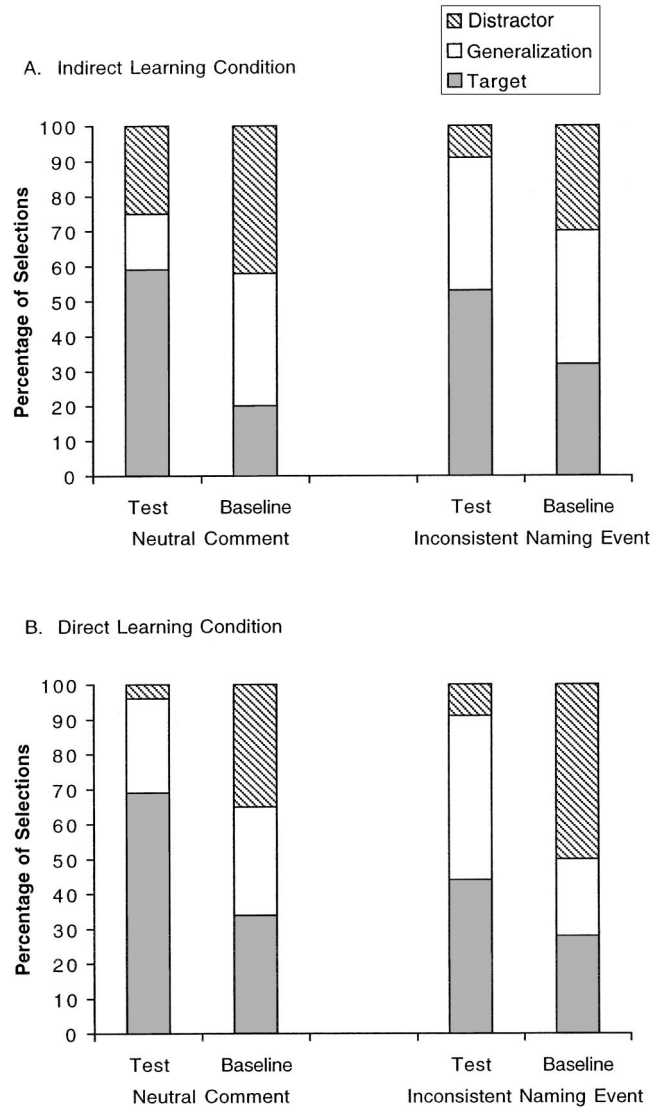 Distractor
Generalization
Target
A. Indirect Learning Condition
Percentage of Selections
100
90
80
70
60
50
40
30
20
10
0
Test Baseline Test Baseline
Neutral Comment Inconsistent Naming Event
B. Direct Learning Condition
Percentage of Selections
100
90
80
70
60
50
40
30
20
10
0
Test Baseline Test Baseline
Neutral Comment Inconsistent Naming Event